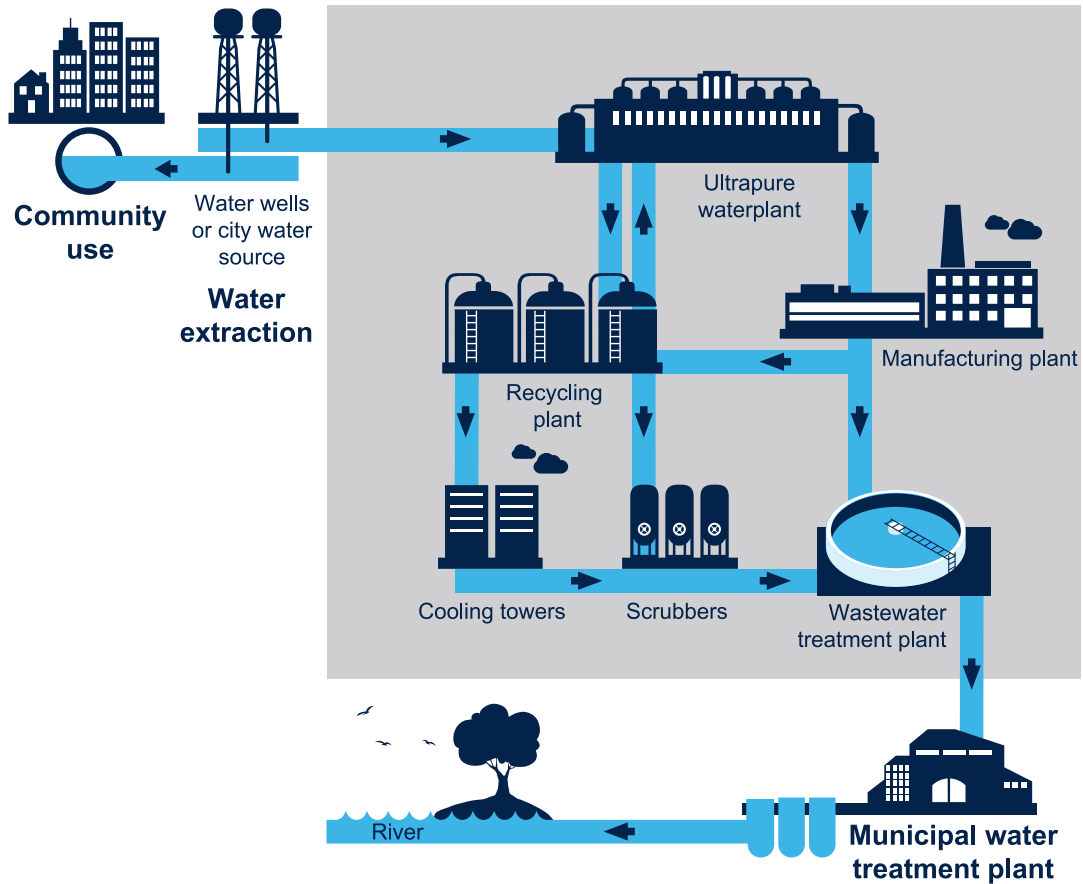 Community
use
Water wells
or city water
source
Water
extraction
Ultrapure
waterplant
Manufacturing plant
Recycling
plant
Cooling towers
Scrubbers
Wastewater
treatment plant
River
Municipal water
treatment plant